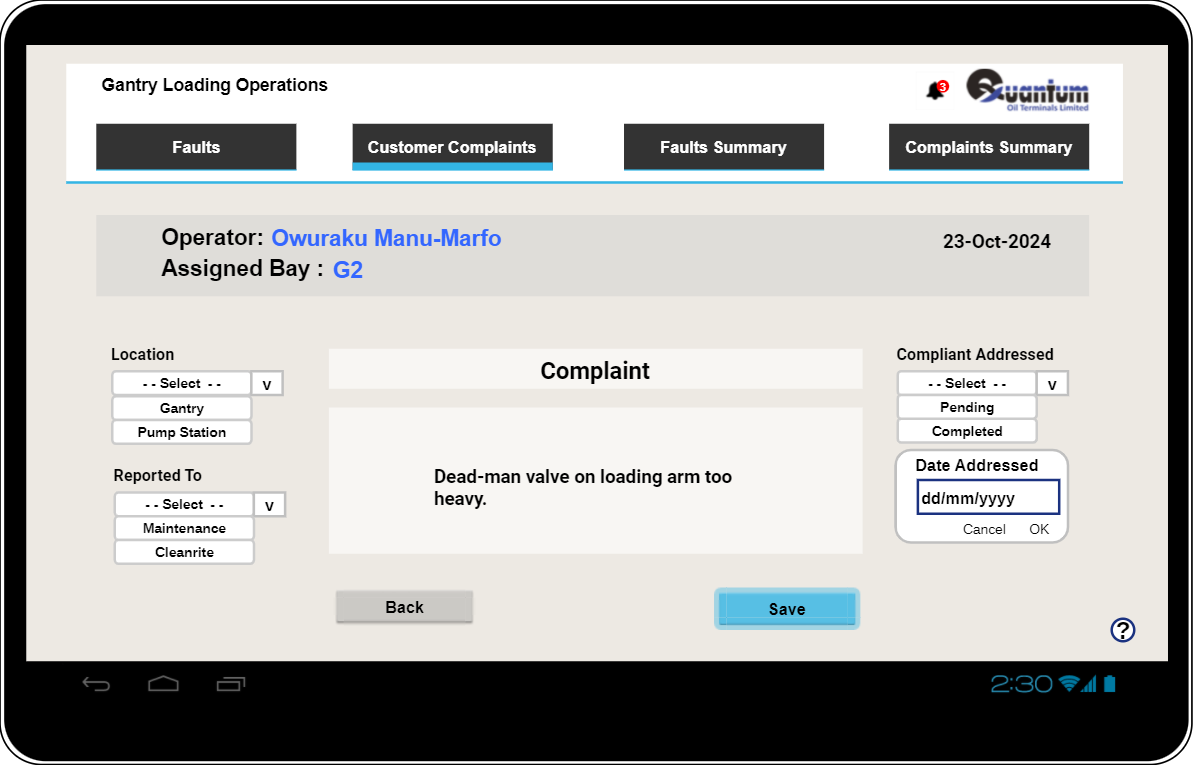 Gantry Loading Operations
3
Quantum
Oil Terminals Limited
Faults
Customer Complaints
Faults Summary
Complaints Summary
Operator: Owuraku Manu-Marfo
23-Oct-2024
Assigned Bay : G2
Location
- - Select - -
v
Gantry
Pump Station
Reported To
- - Select - -
v
Maintenance
Cleanrite
Complaint
Dead-man valve on loading arm too
heavy.
Compliant Addressed
- - Select - -
v
Pending
Completed
Date Addressed
dd/mm/yyyy
Cancel OK
Back
Save
?
2:30